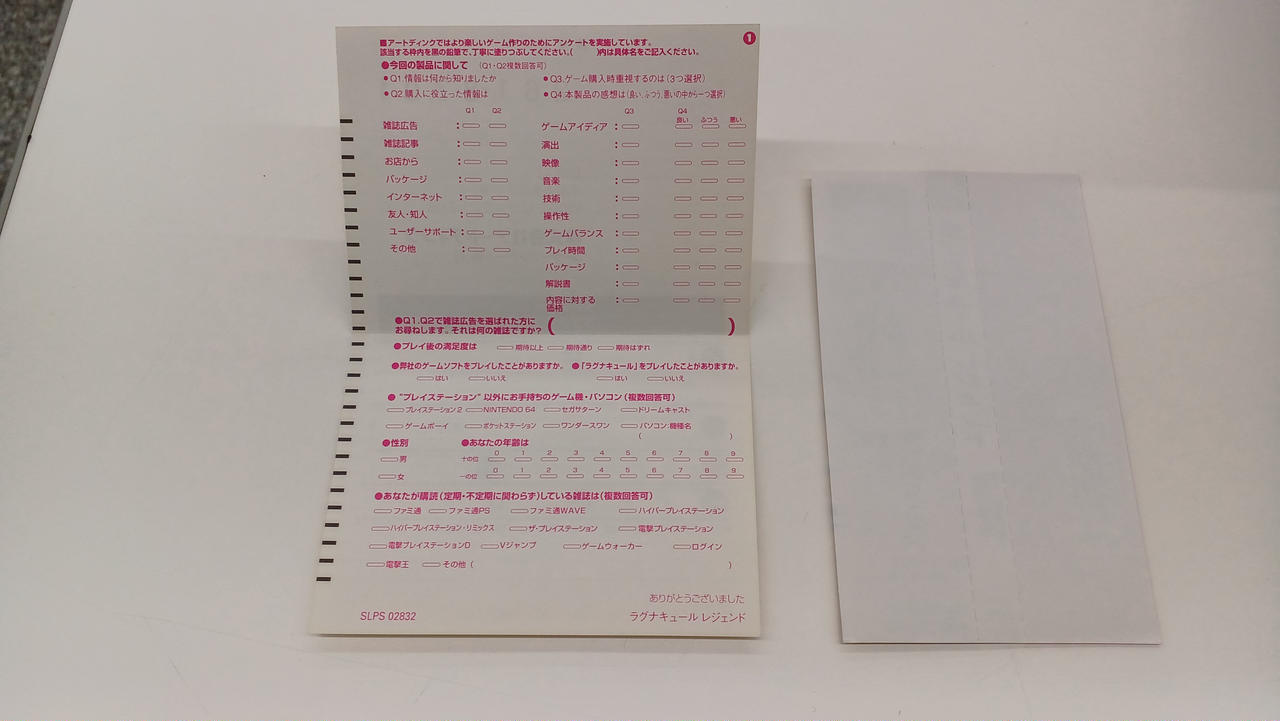 ■アートディンクではより楽しいゲーム作りのためにアンケートを実施しています。
該当する枠内を黒の鉛筆で、丁寧に塗りつぶしてください。( )内は具体名をご記入ください。
1
●今回の製品に関して (Q1・Q2複数回答可)
●Q1.情報は何から知りましたか ●Q3.ゲーム購入時重視するのは(3つ選択)
●Q2.購入に役立った情報は ●Q4.本製品の感想は(良い、ふつう、悪いの中から一つ選択)
Q1 Q2 Q3 Q4
良い ふつう 悪い
雑誌広告 : ゲームアイディア :
雑誌記事 : 演出 :
お店から : 映像 :
パッケージ : 音楽 :
インターネット : 技術 :
友人・知人 : 操作性 :
ユーザーサポート : ゲームバランス :
その他 : プレイ時間 :
パッケージ :
解説書 :
内容に対する :
価格
●Q1.Q2で雑誌広告を選ばれた方に
お尋ねします。それは何の雑誌ですか? ( )
●プレイ後の満足度は 期待以上 期待通り 期待はずれ
●弊社のゲームソフトをプレイしたことがありますか。 ●「ラグナキュール」をプレイしたことがありますか。
はい いいえ はい いいえ
●"プレイステーション"以外にお手持ちのゲーム機・パソコン(複数回答可)
プレイステーション2 NINTENDO 64 セガサターン ドリームキャスト
ゲームボーイ ポケットステーション ワンダースワン パソコン:機種名
( )
●性別 ●あなたの年齢は
0 1 2 3 4 5 6 7 8 9
男 十の位
0 1 2 3 4 5 6 7 8 9
女 一の位
●あなたが購読(定期・不定期に関わらず)している雑誌は(複数回答可)
ファミ通 ファミ通PS ファミ通WAVE ハイパープレイステーション
ハイパープレイステーション・リミックス ザ・プレイステーション 電撃プレイステーション
電撃プレイステーションD Vジャンプ ゲームウォーカー ログイン
電撃王 その他 ( )
ありがとうございました
SLPS 02832 ラグナキュール レジェンド